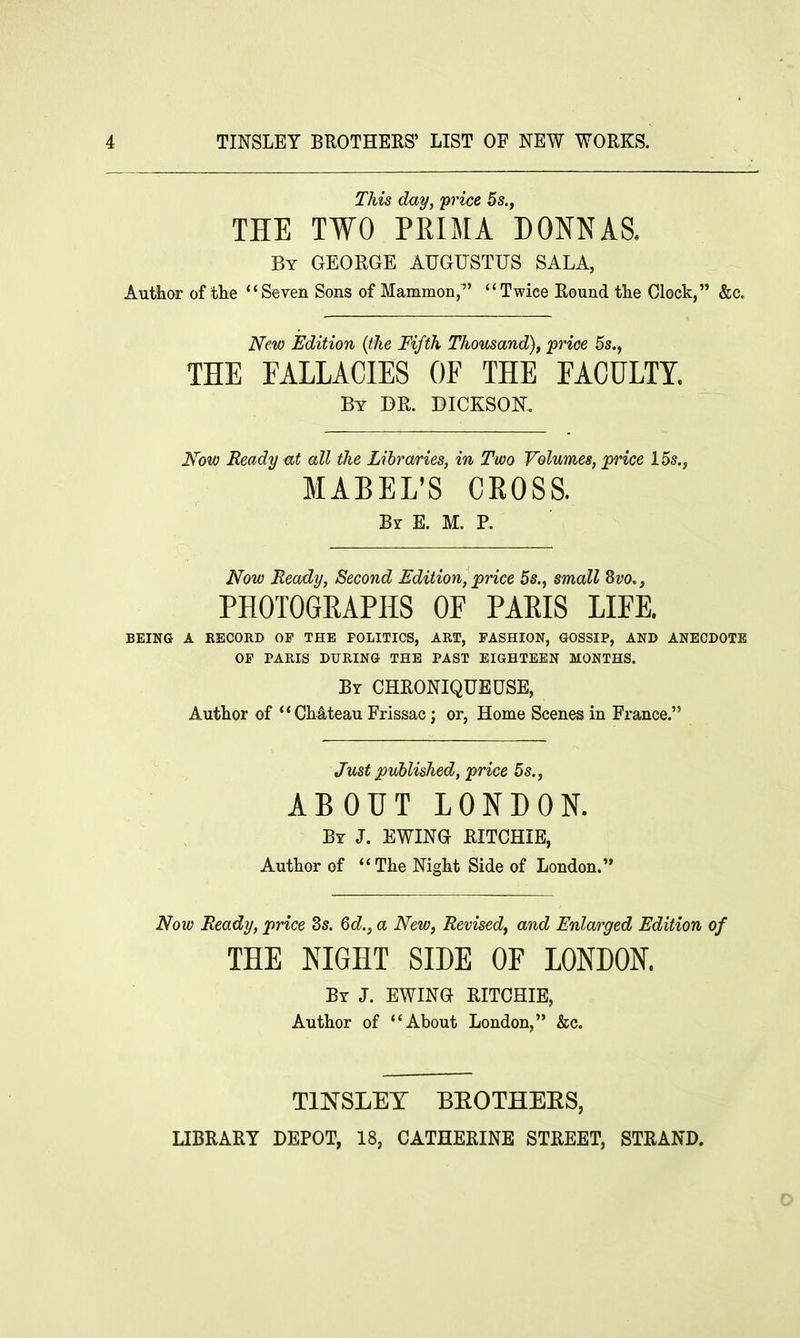 4 TINSLEY BROTHERS' LIST OF NEW WORKS.
This day, price 5s.,
THE TWO PRIMA DONNAS.
By GEORGE AUGUSTUS SALA,
Author of the “Seven Sons of Mammon,” “Twice Round the Clock,” &c.
New Edition (the Fifth Thousand), price 5s.,
THE FALLACIES OF THE FACULTY.
By DR. DICKSON.
Now Ready at all the Libraries, in Two Volumes, price 15s.,
MABEL'S CROSS.
By E. M. P.
Now Ready, Second Edition, price 5s., small 8vo.,
PHOTOGRAPHS OF PARIS LIFE.
BEING A RECORD OF THE POLITICS, ART, FASHION, GOSSIP, AND ANECDOTE
OF PARIS DURING THE PAST EIGHTEEN MONTHS.
By CHRONIQUEUSE,
Author of “Château Frissac; or, Home Scenes in France.”
Just published, price 5s.,
ABOUT LONDON.
By J. EWING RITCHIE,
Author of “The Night Side of London.”
Now Ready, price 3s. 6d., a New, Revised, and Enlarged Edition of
THE NIGHT SIDE OF LONDON.
By J. EWING RITCHIE,
Author of “About London,” &c.
TINSLEY BROTHERS,
LIBRARY DEPOT, 18, CATHERINE STREET, STRAND.